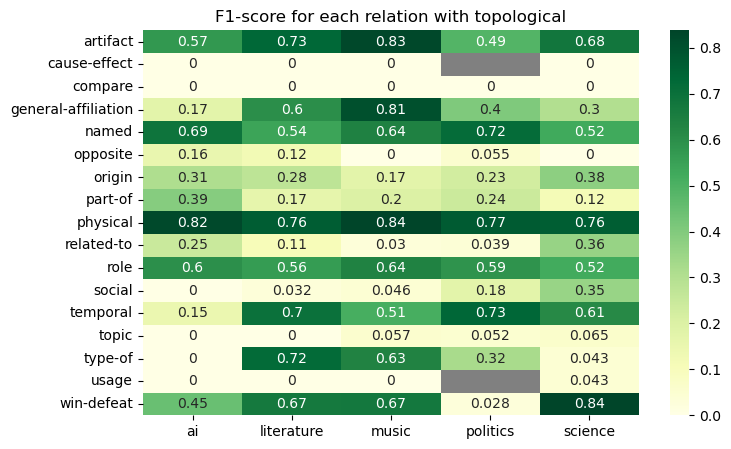 F1-score for each relation with topological
artifact 0.57 0.73 0.83 0.49 0.68
cause-effect 0 0 0 0
compare 0 0 0 0 0
general-affiliation 0.17 0.6 0.81 0.4 0.3
named 0.69 0.54 0.64 0.72 0.52
opposite 0.16 0.12 0 0.055 0
origin 0.31 0.28 0.17 0.23 0.38
part-of 0.39 0.17 0.2 0.24 0.12
physical 0.82 0.76 0.84 0.77 0.76
related-to 0.25 0.11 0.03 0.039 0.36
role 0.6 0.56 0.64 0.59 0.52
social 0 0.032 0.046 0.18 0.35
temporal 0.15 0.7 0.51 0.73 0.61
topic 0 0 0.057 0.052 0.065
type-of 0 0.72 0.63 0.32 0.043
usage 0 0 0 0.043
win-defeat 0.45 0.67 0.67 0.028 0.84
ai literature music politics science
0.8
0.7
0.6
0.5
0.4
0.3
0.2
0.1
0.0